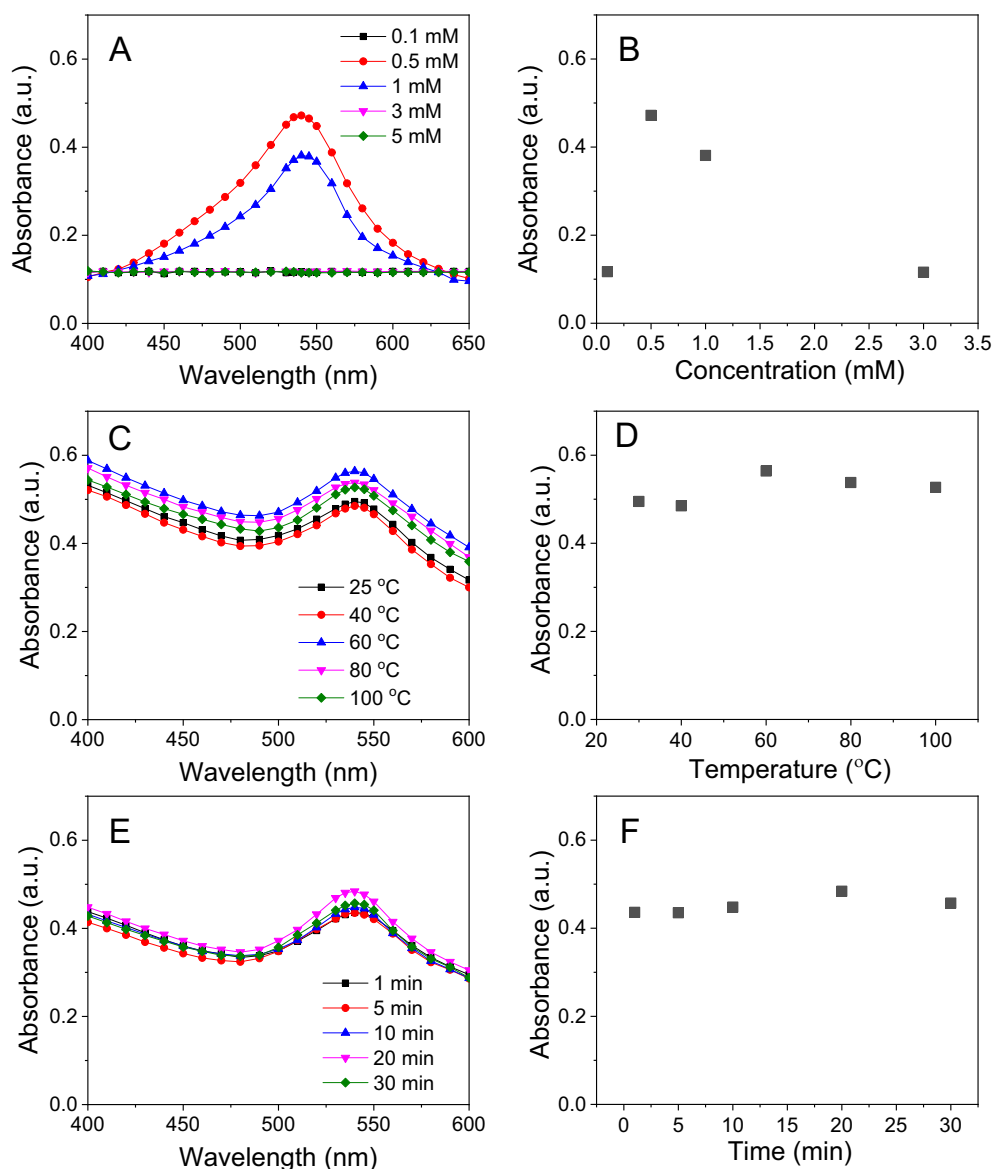 A
0.1 mM
0.5 mM
1 mM
3 mM
5 mM
0.6
0.4
0.2
0.0
400 450 500 550 600 650
Wavelength (nm)
Absorbance (a.u.)
B
0.6
0.4
0.2
0.0
0.0 0.5 1.0 1.5 2.0 2.5 3.0 3.5
Concentration (mM)
Absorbance (a.u.)
C
0.6
0.4
0.2
0.0
25 °C
40 °C
60 °C
80 °C
100 °C
400 450 500 550 600
Wavelength (nm)
Absorbance (a.u.)
D
0.6
0.4
0.2
0.0
20 40 60 80 100
Temperature (°C)
Absorbance (a.u.)
E
0.6
0.4
0.2
0.0
1 min
5 min
10 min
20 min
30 min
400 450 500 550 600
Wavelength (nm)
Absorbance (a.u.)
F
0.6
0.4
0.2
0.0
0 5 10 15 20 25 30
Time (min)
Absorbance (a.u.)